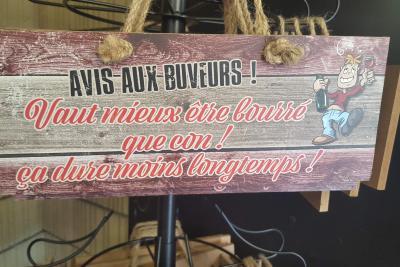 AVIS AUX BUVEURS !
Vaut mieux être bourré
que con !
ça dure moins longtemps !